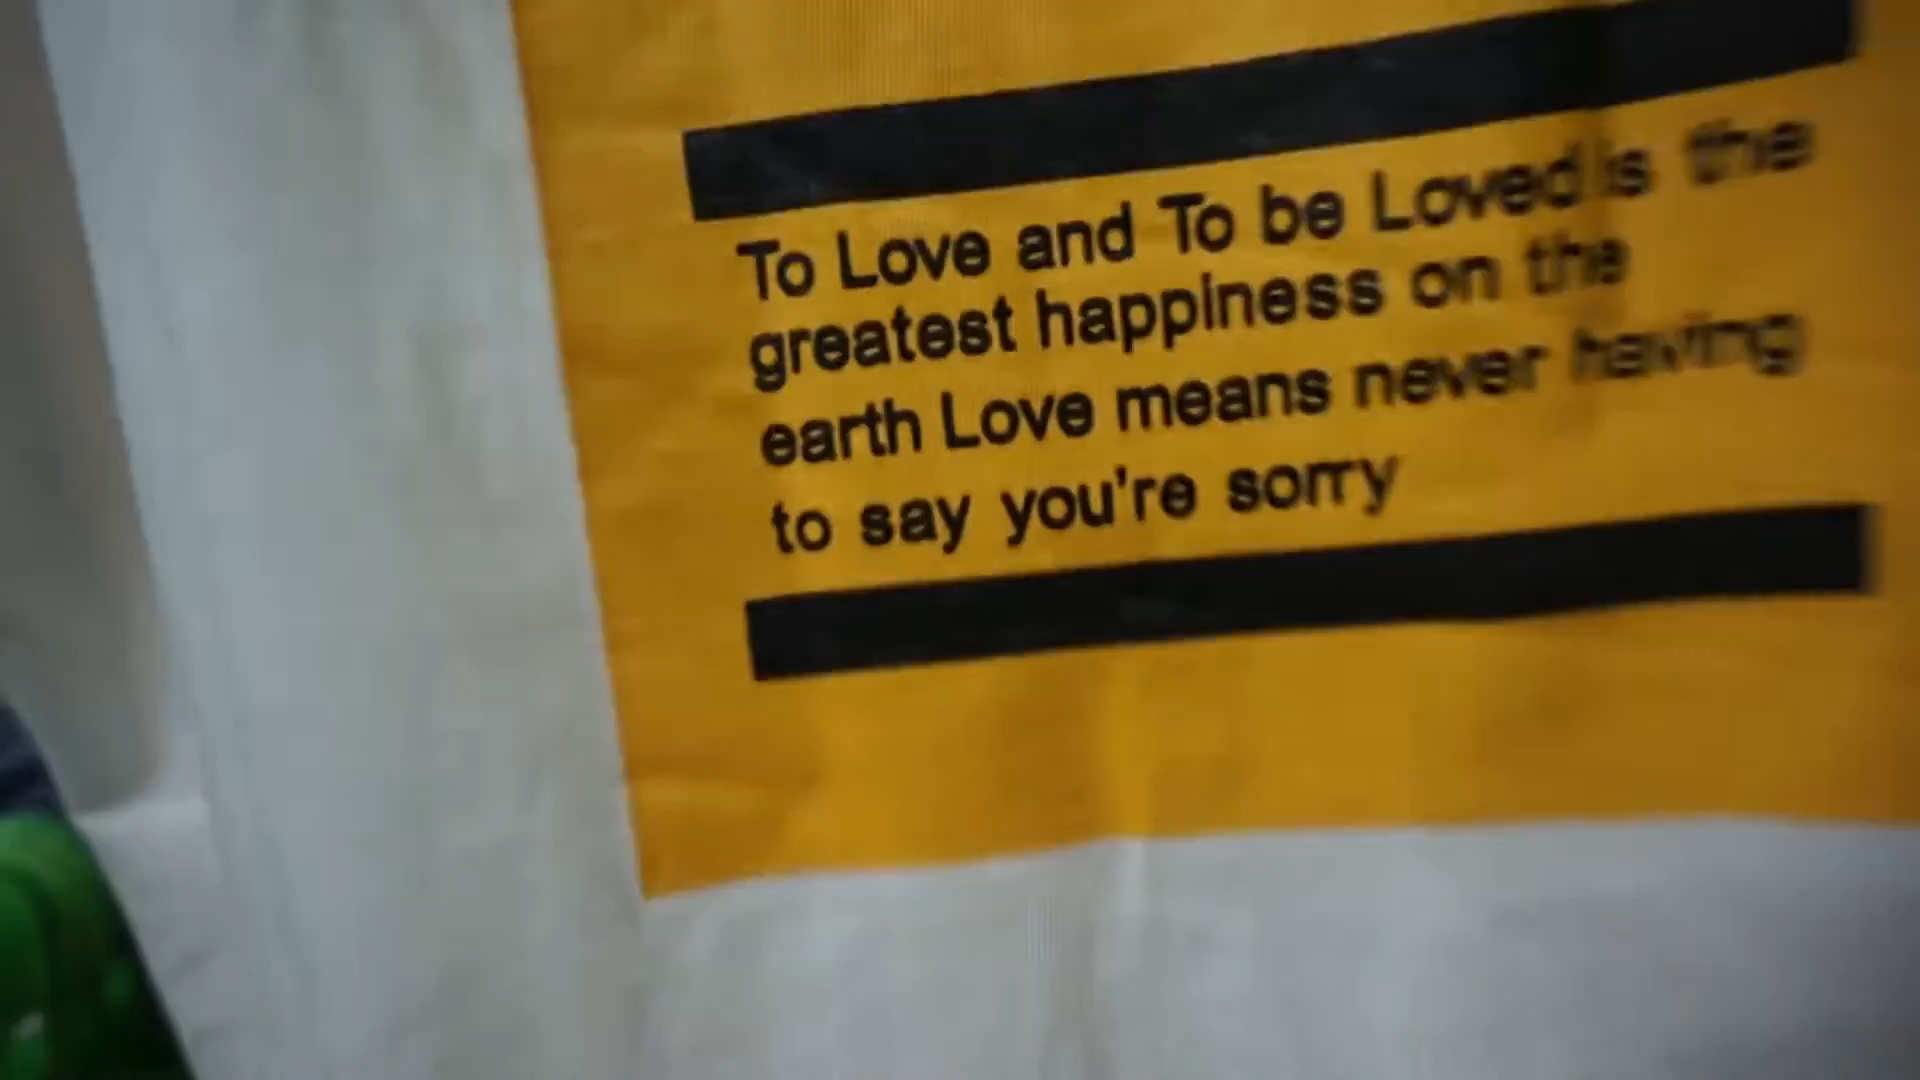 To Love and To be Loved is the
greatest happiness on the
earth Love means never having
to say you're sorry